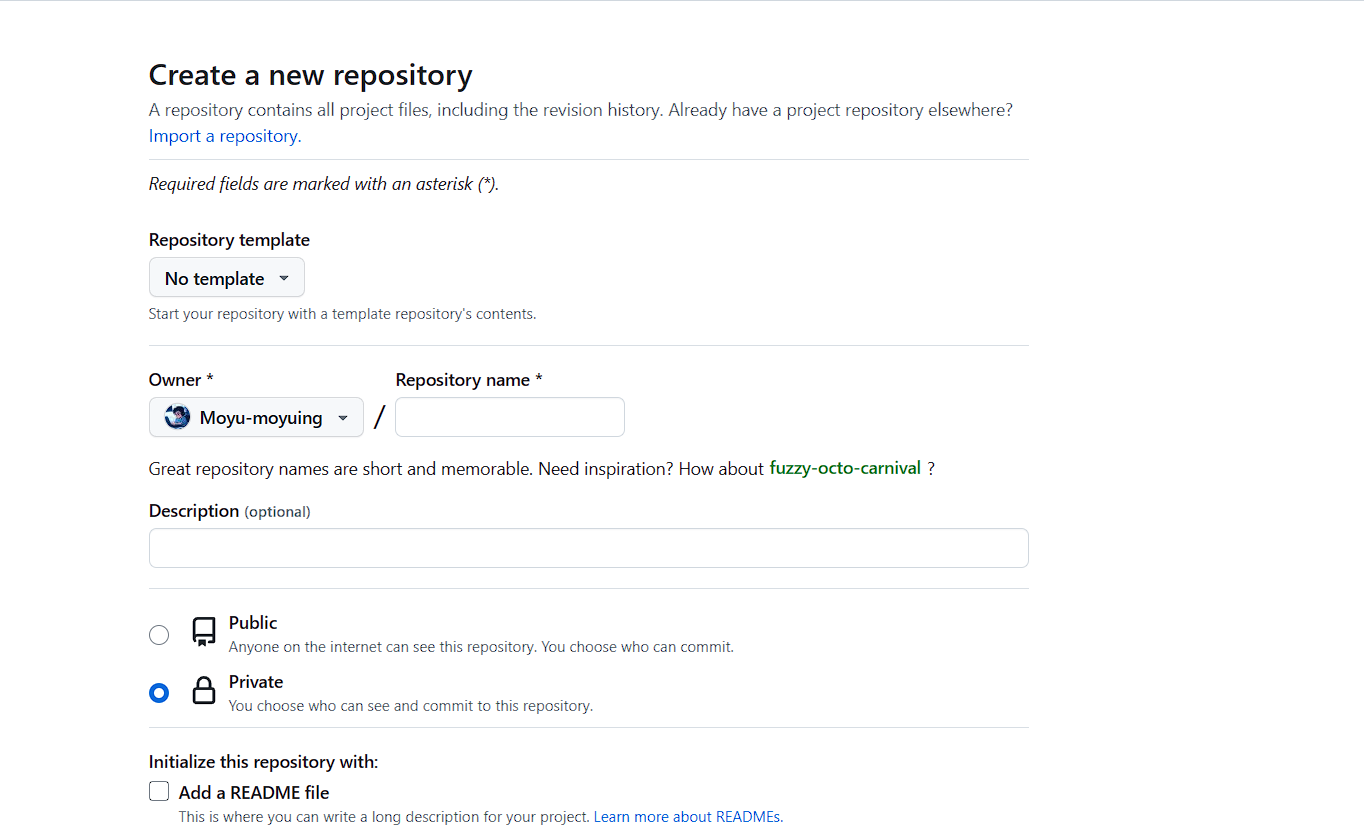 Create a new repository
A repository contains all project files, including the revision history. Already have a project repository elsewhere?
Import a repository.
Required fields are marked with an asterisk (*).
Repository template
No template
Start your repository with a template repository's contents.
Owner * Repository name *
Moyu-moyuing /
Great repository names are short and memorable. Need inspiration? How about fuzzy-octo-carnival ?
Description (optional)
Public
Anyone on the internet can see this repository. You choose who can commit.
Private
You choose who can see and commit to this repository.
Initialize this repository with:
Add a README file
This is where you can write a long description for your project. Learn more about READMEs.